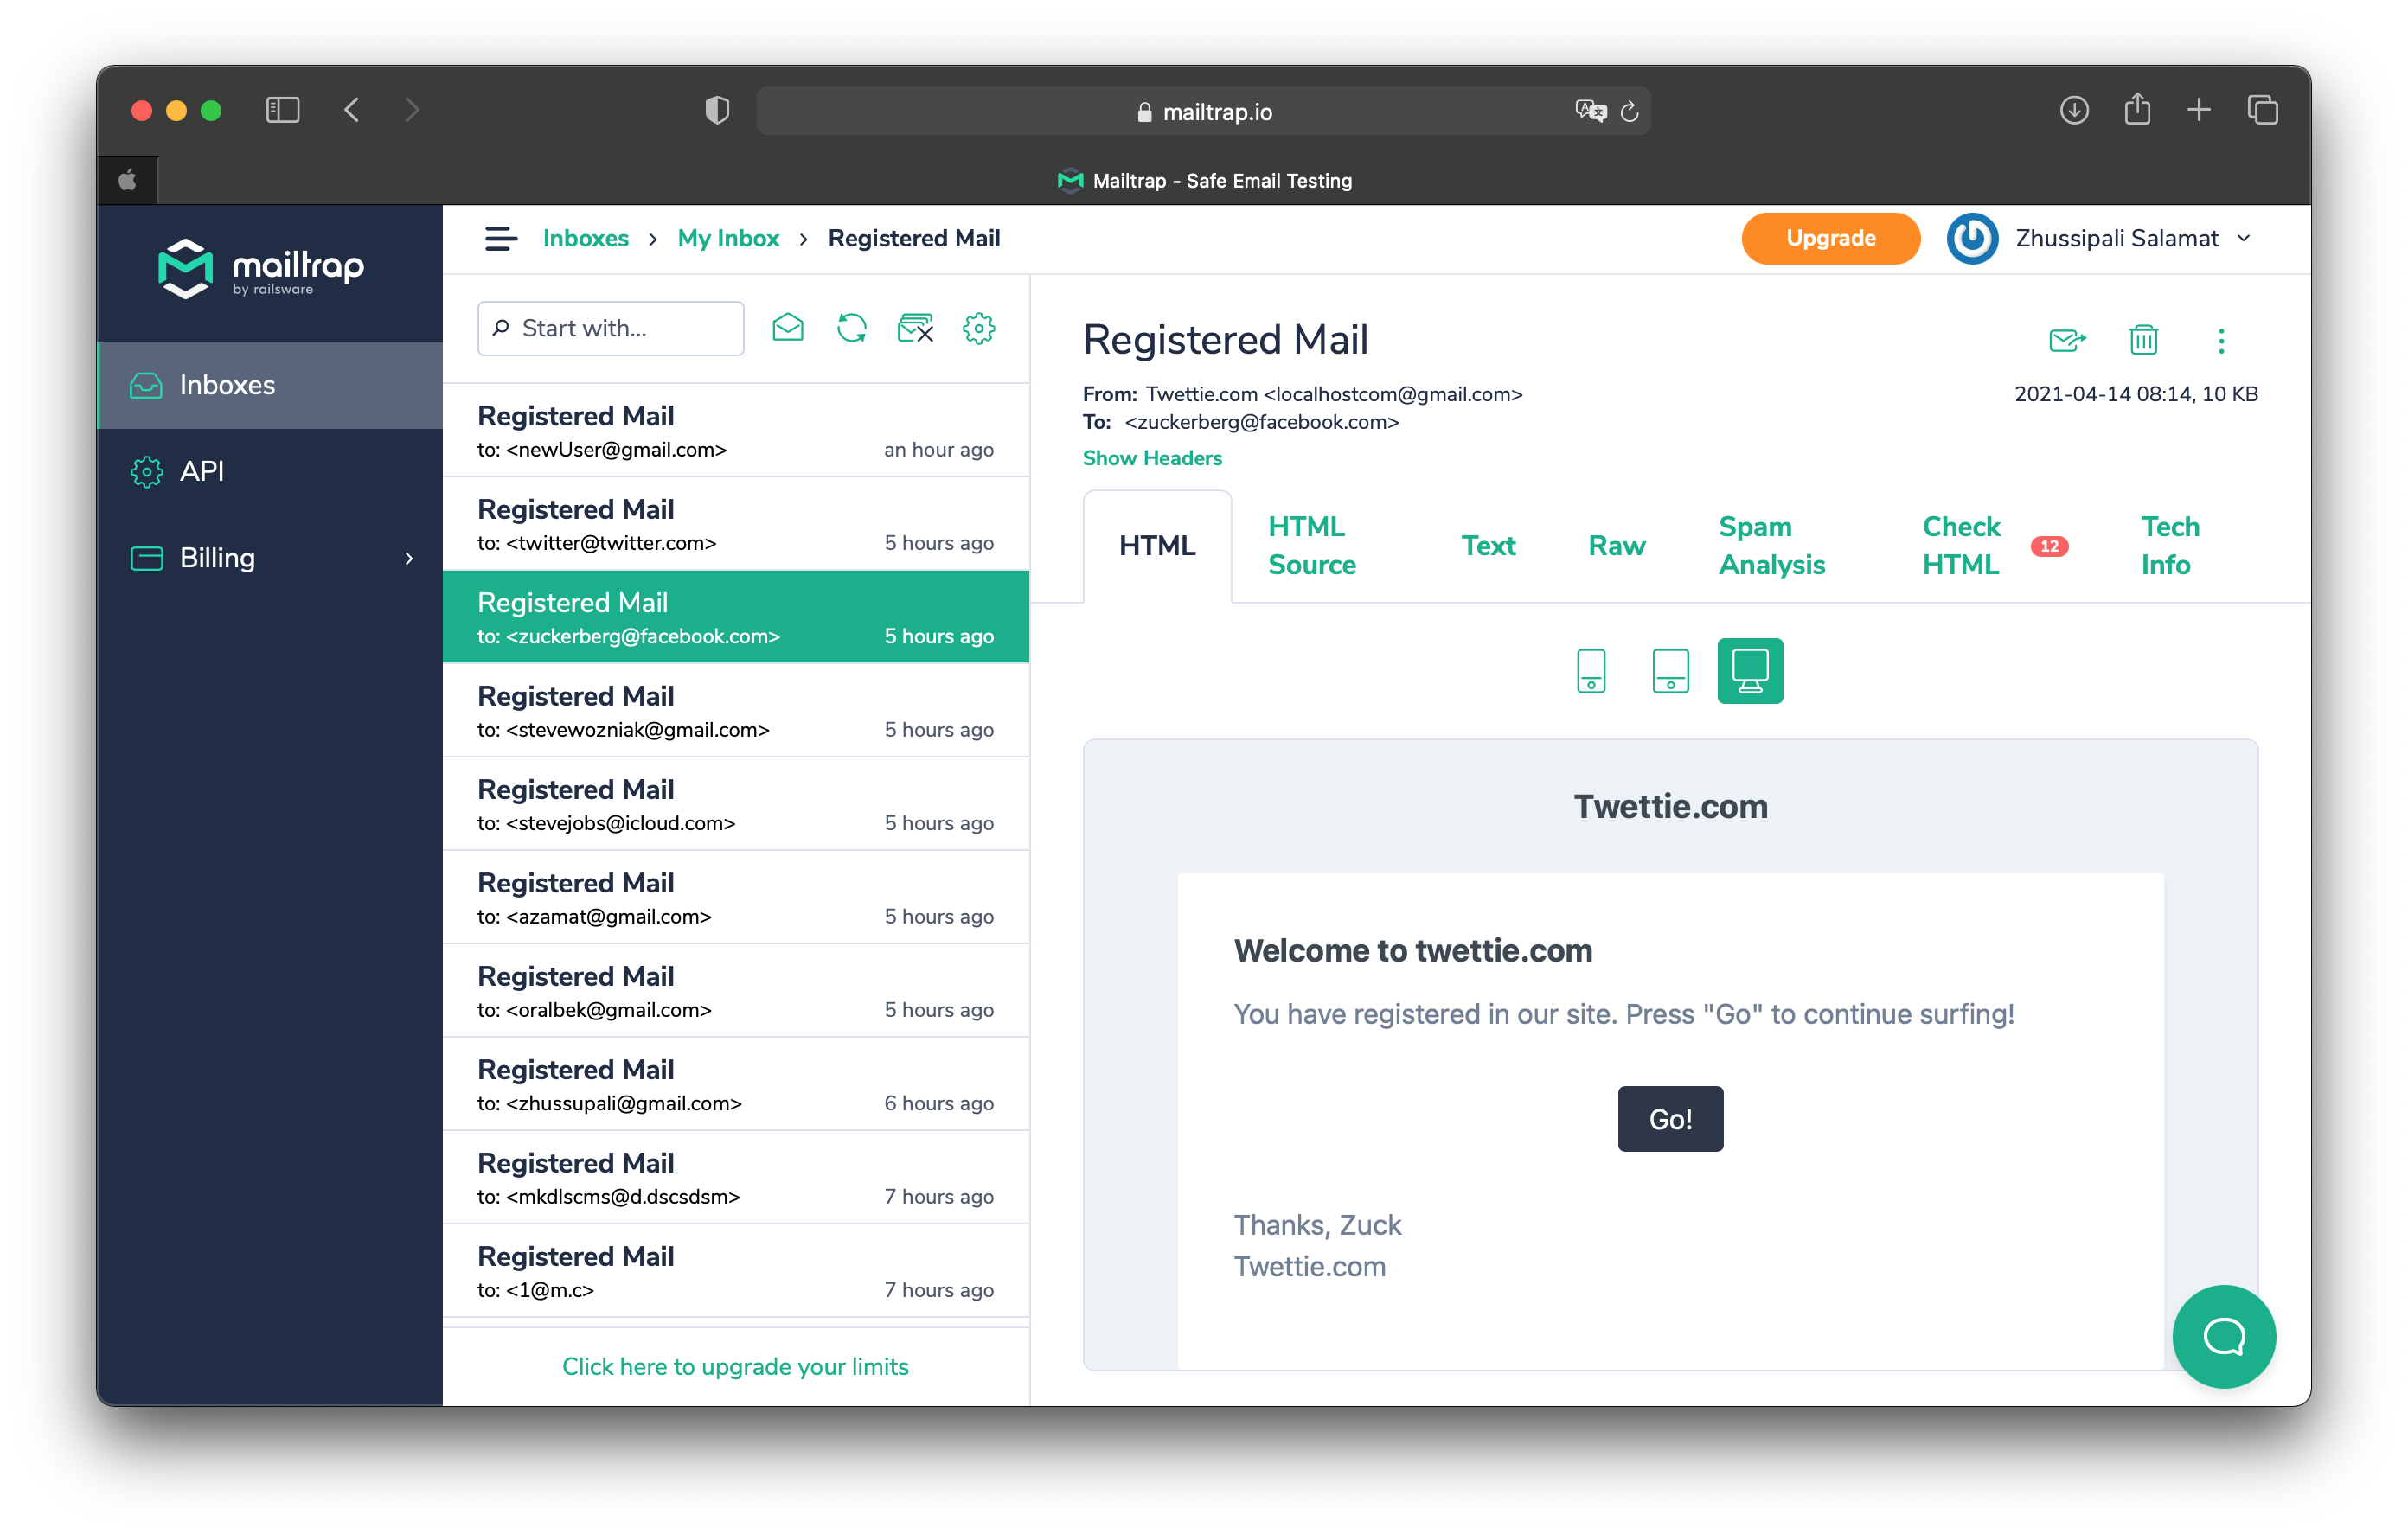 mailtrap.io
Mailtrap - Safe Email Testing
mailtrap
by railsware
Inboxes
API
Billing
Inboxes > My Inbox > Registered Mail
Upgrade
Zhussipali Salamat
Start with...
Registered Mail
to: <newUser@gmail.com> an hour ago
Registered Mail
to: <twitter@twitter.com> 5 hours ago
Registered Mail
to: <zuckerberg@facebook.com> 5 hours ago
Registered Mail
to: <stevewozniak@gmail.com> 5 hours ago
Registered Mail
to: <stevejobs@icloud.com> 5 hours ago
Registered Mail
to: <azamat@gmail.com> 5 hours ago
Registered Mail
to: <oralbek@gmail.com> 5 hours ago
Registered Mail
to: <zhussupali@gmail.com> 6 hours ago
Registered Mail
to: <mkdlscms@d.dscsdsm> 7 hours ago
Registered Mail
to: <1@m.c> 7 hours ago
Click here to upgrade your limits
Registered Mail
From: Twettie.com <localhostcom@gmail.com>
2021-04-14 08:14, 10 KB
To: <zuckerberg@facebook.com>
Show Headers
HTML
HTML Source
Text
Raw
Spam Analysis
Check HTML 12
Tech Info
Twettie.com
Welcome to twettie.com
You have registered in our site. Press "Go" to continue surfing!
Go!
Thanks, Zuck
Twettie.com